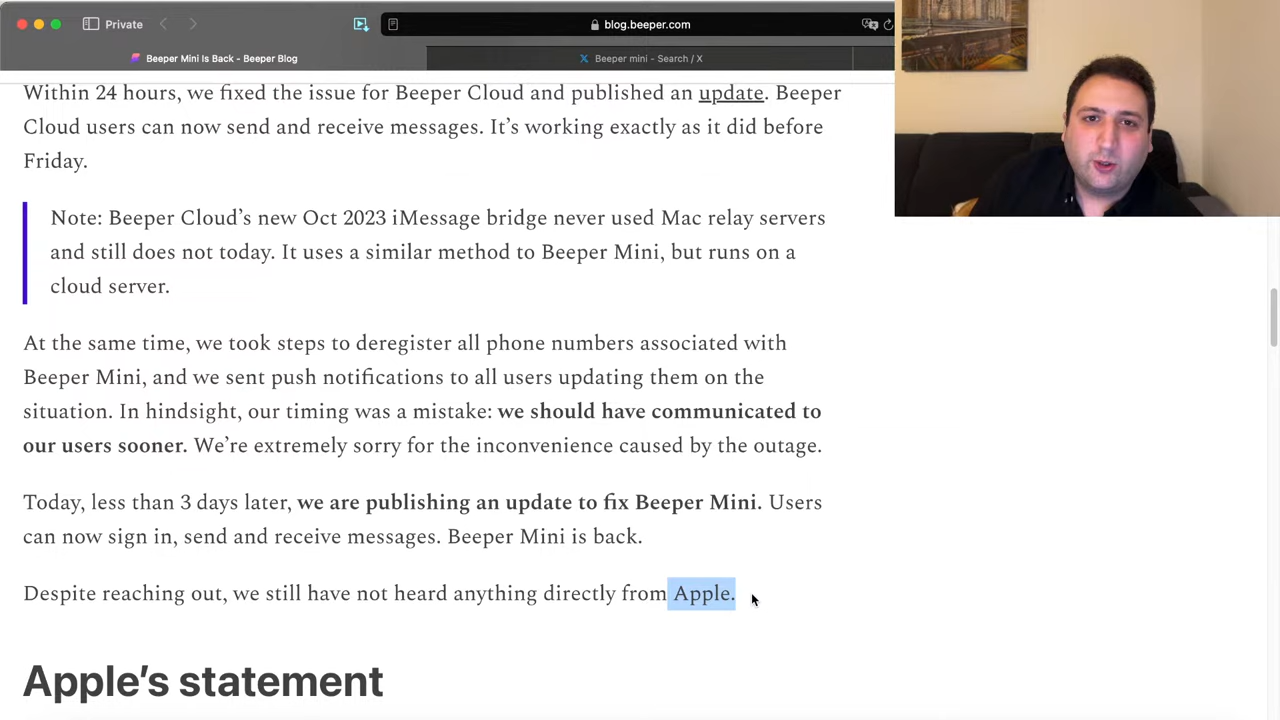 Private
blog.beeper.com
Beeper Mini Is Back - Beeper Blog
Beeper mini - Search / X
Within 24 hours, we fixed the issue for Beeper Cloud and published an update. Beeper
Cloud users can now send and receive messages. It’s working exactly as it did before
Friday.
Note: Beeper Cloud’s new Oct 2023 iMessage bridge never used Mac relay servers
and still does not today. It uses a similar method to Beeper Mini, but runs on a
cloud server.
At the same time, we took steps to deregister all phone numbers associated with
Beeper Mini, and we sent push notifications to all users updating them on the
situation. In hindsight, our timing was a mistake: we should have communicated to
our users sooner. We’re extremely sorry for the inconvenience caused by the outage.
Today, less than 3 days later, we are publishing an update to fix Beeper Mini. Users
can now sign in, send and receive messages. Beeper Mini is back.
Despite reaching out, we still have not heard anything directly from Apple.
Apple’s statement